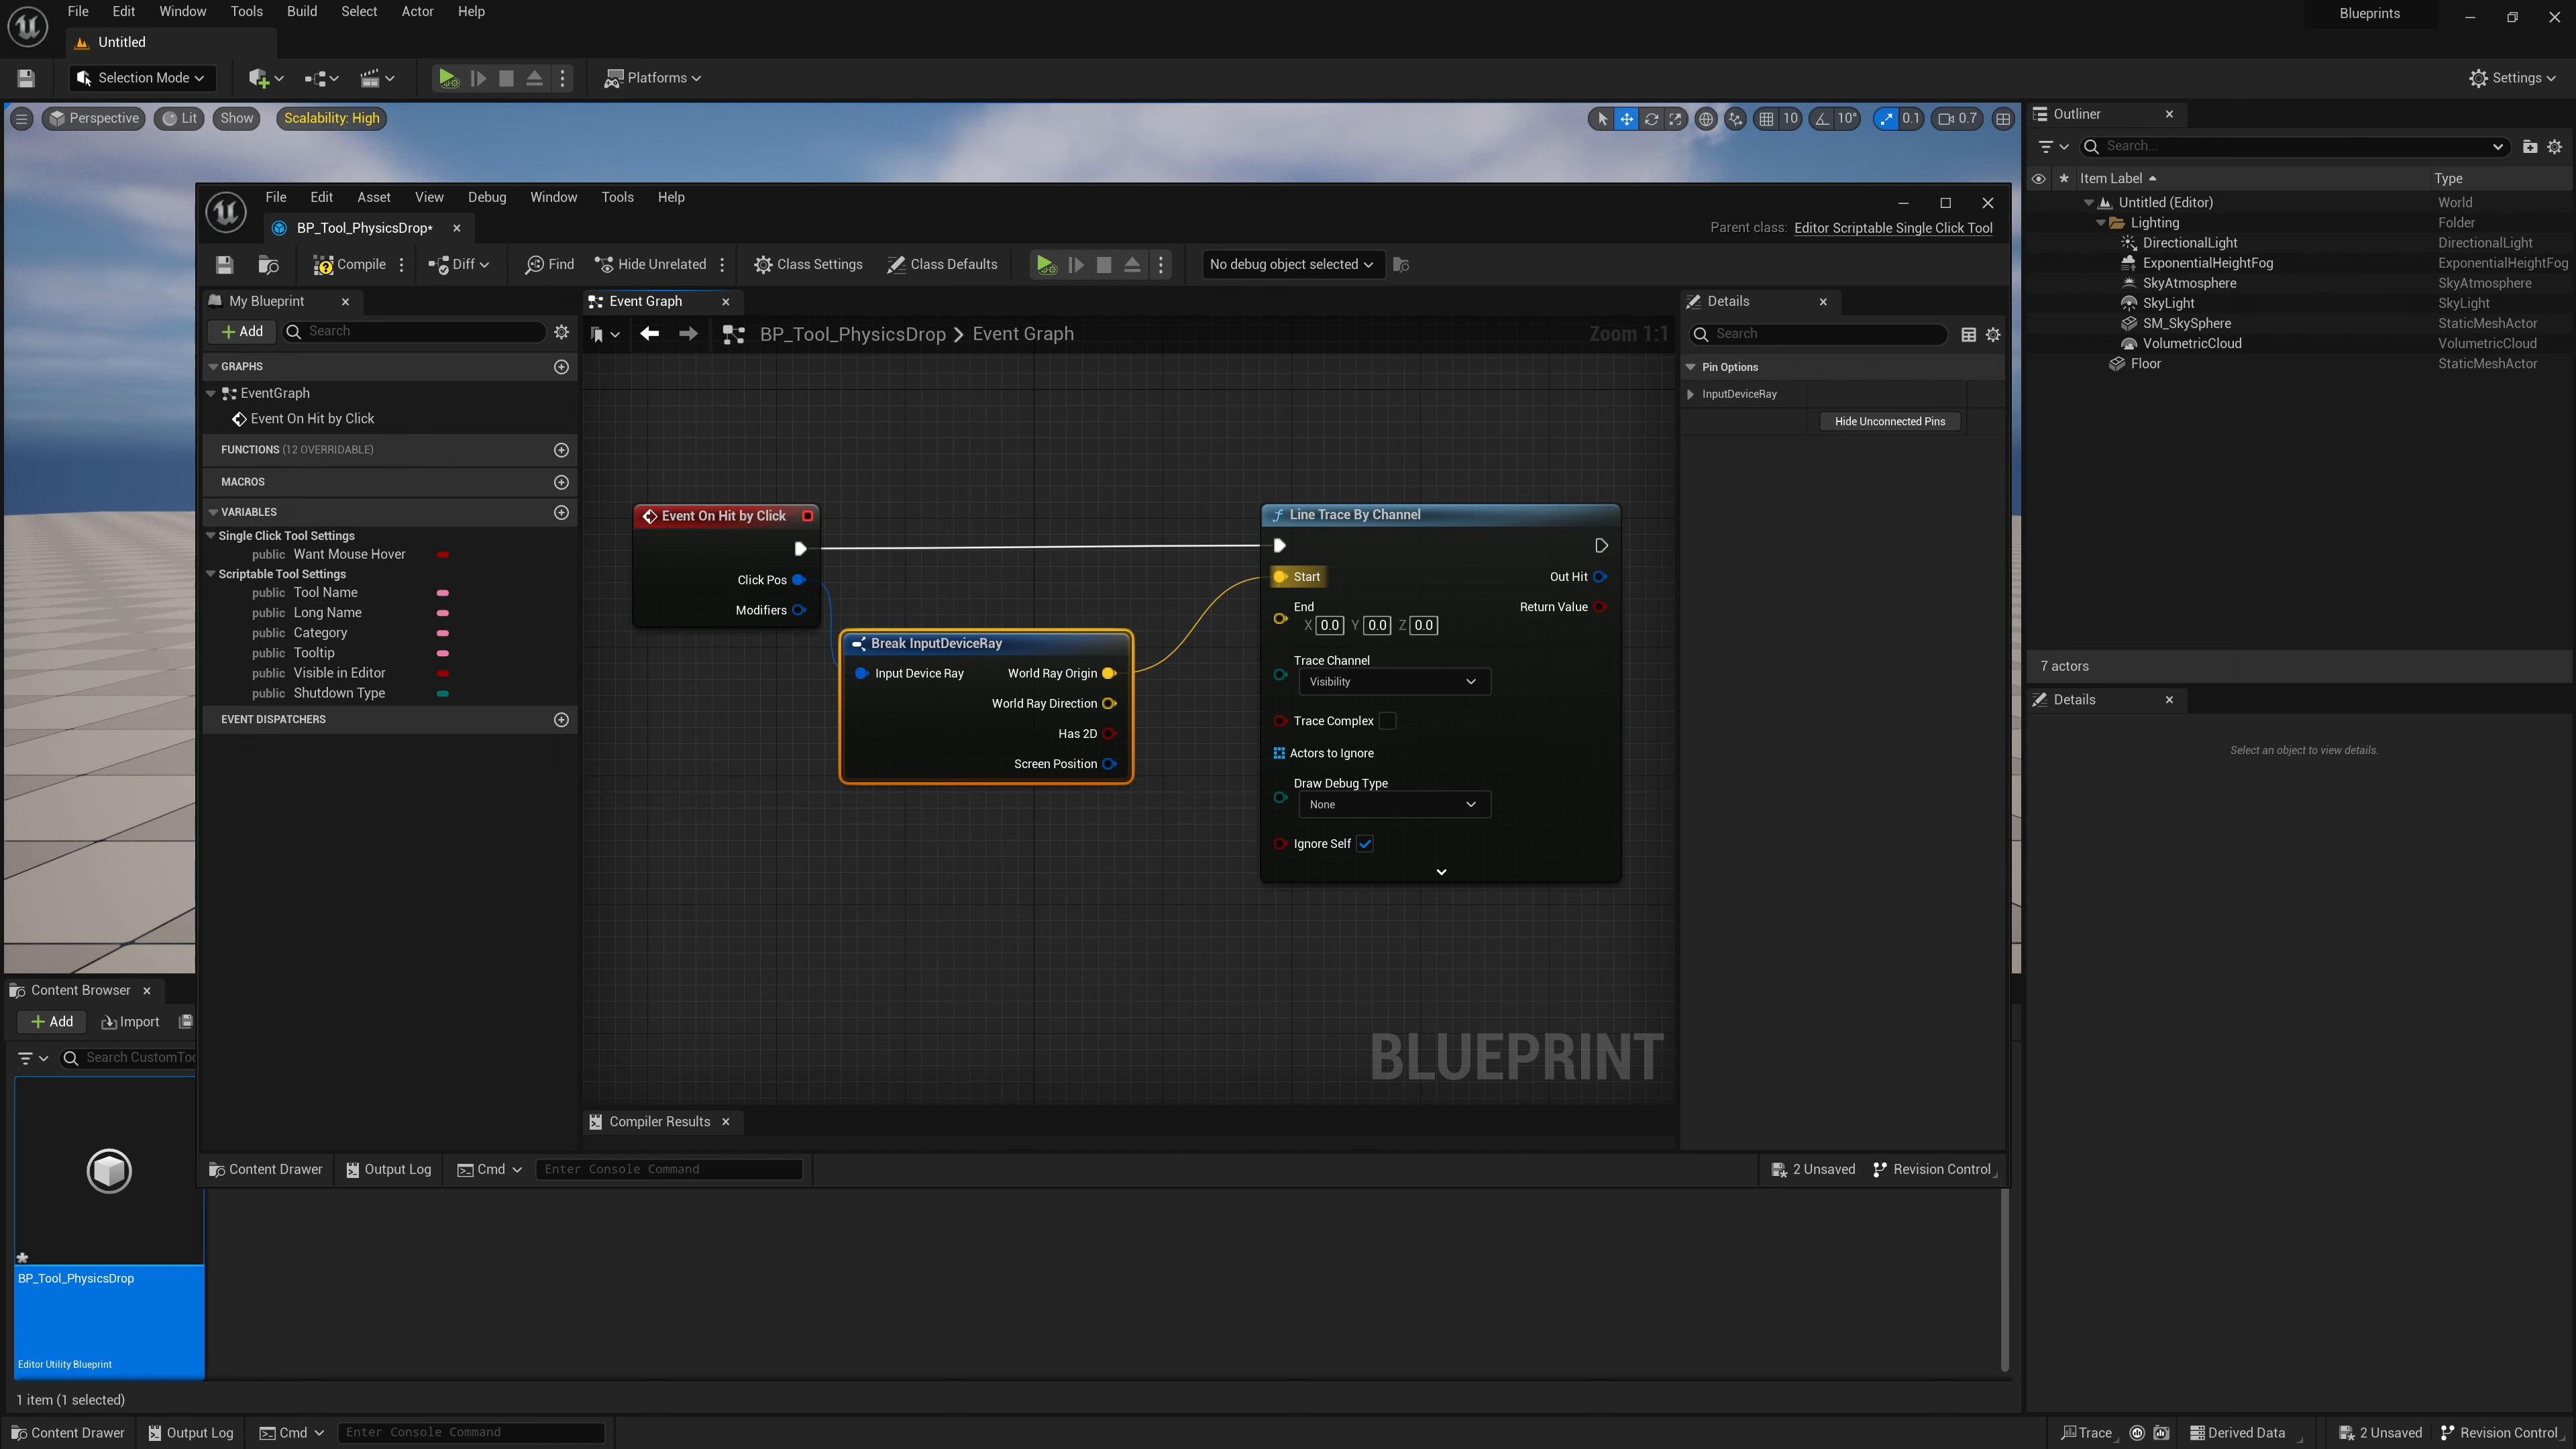 File Edit Window Tools Build Select Actor Help
Blueprints
Untitled
Selection Mode
Platforms
Settings
Perspective Lit Show Scalability: High
10 10° 0.1 0.7
Outliner
Search...
Item Label Type
Untitled (Editor) World
Lighting Folder
DirectionalLight DirectionalLight
ExponentialHeightFog ExponentialHeightFog
SkyAtmosphere SkyAtmosphere
SkyLight SkyLight
SM_SkySphere StaticMeshActor
VolumetricCloud VolumetricCloud
Floor StaticMeshActor
7 actors
Details
Select an object to view details.
File Edit Asset View Debug Window Tools Help
BP_Tool_PhysicsDrop*
Parent class: Editor Scriptable Single Click Tool
Compile Diff Find Hide Unrelated Class Settings Class Defaults No debug object selected
My Blueprint
Add Search
GRAPHS
EventGraph
Event On Hit by Click
FUNCTIONS (12 OVERRIDABLE)
MACROS
VARIABLES
Single Click Tool Settings
public Want Mouse Hover
Scriptable Tool Settings
public Tool Name
public Long Name
public Category
public Tooltip
public Visible in Editor
public Shutdown Type
EVENT DISPATCHERS
Event Graph
BP_Tool_PhysicsDrop > Event Graph
Zoom 1:1
Event On Hit by Click
Click Pos
Modifiers
Break InputDeviceRay
Input Device Ray World Ray Origin
World Ray Direction
Has 2D
Screen Position
Line Trace By Channel
Start Out Hit
End Return Value
X 0.0 Y 0.0 Z 0.0
Trace Channel
Visibility
Trace Complex
Actors to Ignore
Draw Debug Type
None
Ignore Self
BLUEPRINT
Compiler Results
Details
Search
Pin Options
InputDeviceRay
Hide Unconnected Pins
Content Drawer Output Log Cmd Enter Console Command
2 Unsaved Revision Control
Content Browser
Add Import
Search CustomToo
BP_Tool_PhysicsDrop
Editor Utility Blueprint
1 item (1 selected)
Content Drawer Output Log Cmd Enter Console Command
Trace Derived Data 2 Unsaved Revision Control